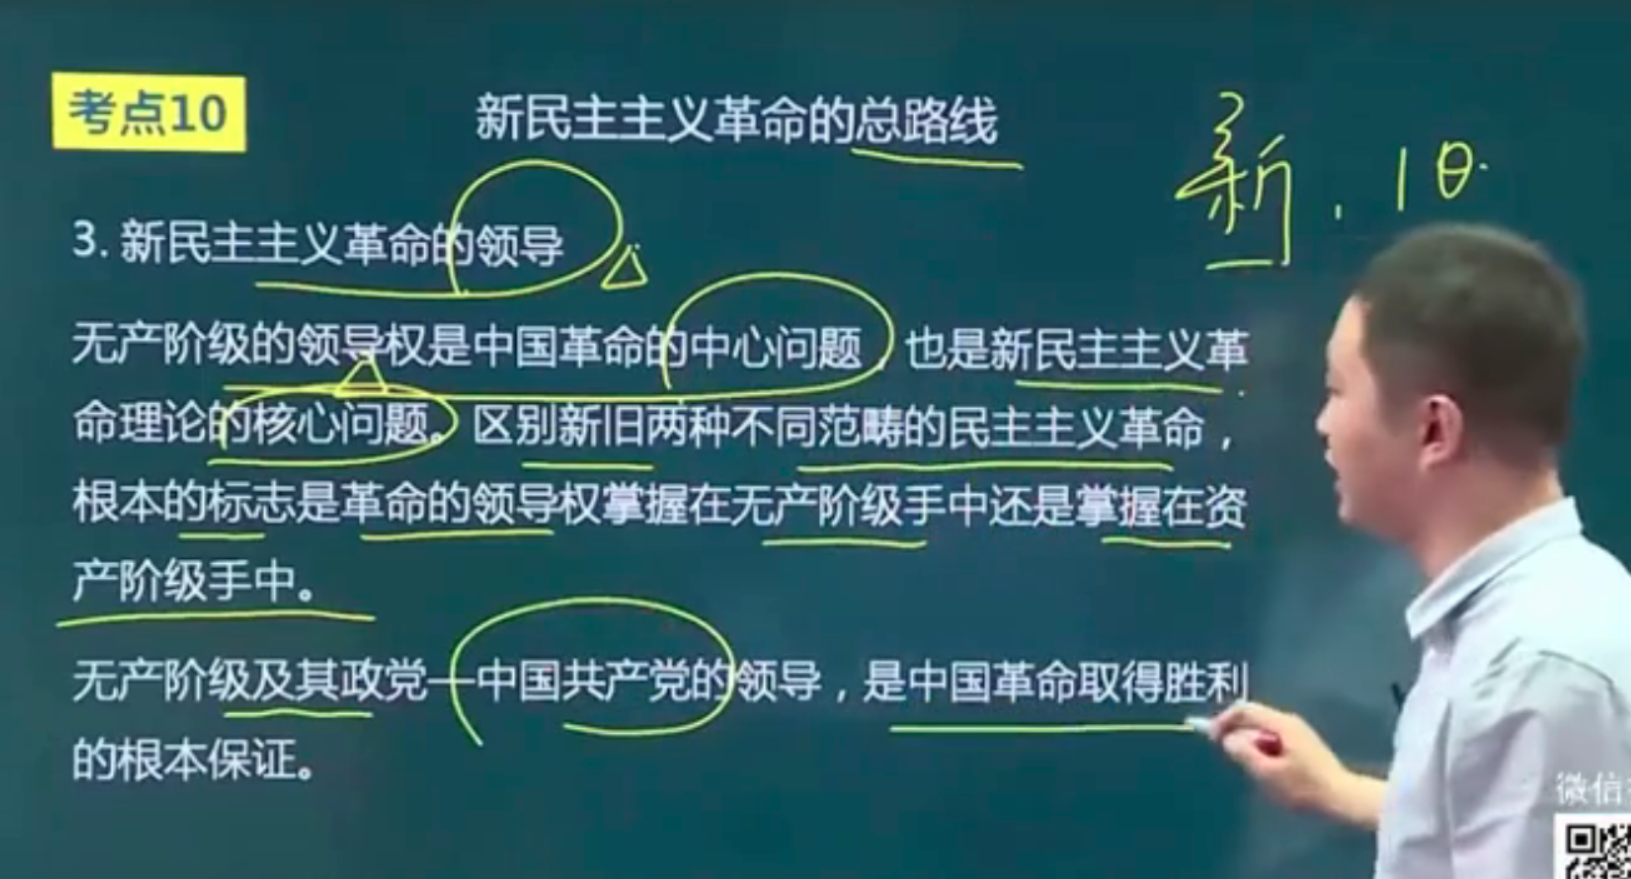 考点10
新民主主义革命的总路线
新、旧
3. 新民主主义革命的领导
无产阶级的领导权是中国革命的中心问题，也是新民主主义革
命理论的核心问题。区别新旧两种不同范畴的民主主义革命，
根本的标志是革命的领导权掌握在无产阶级手中还是掌握在资
产阶级手中。
无产阶级及其政党—中国共产党的领导，是中国革命取得胜利
的根本保证。
微信